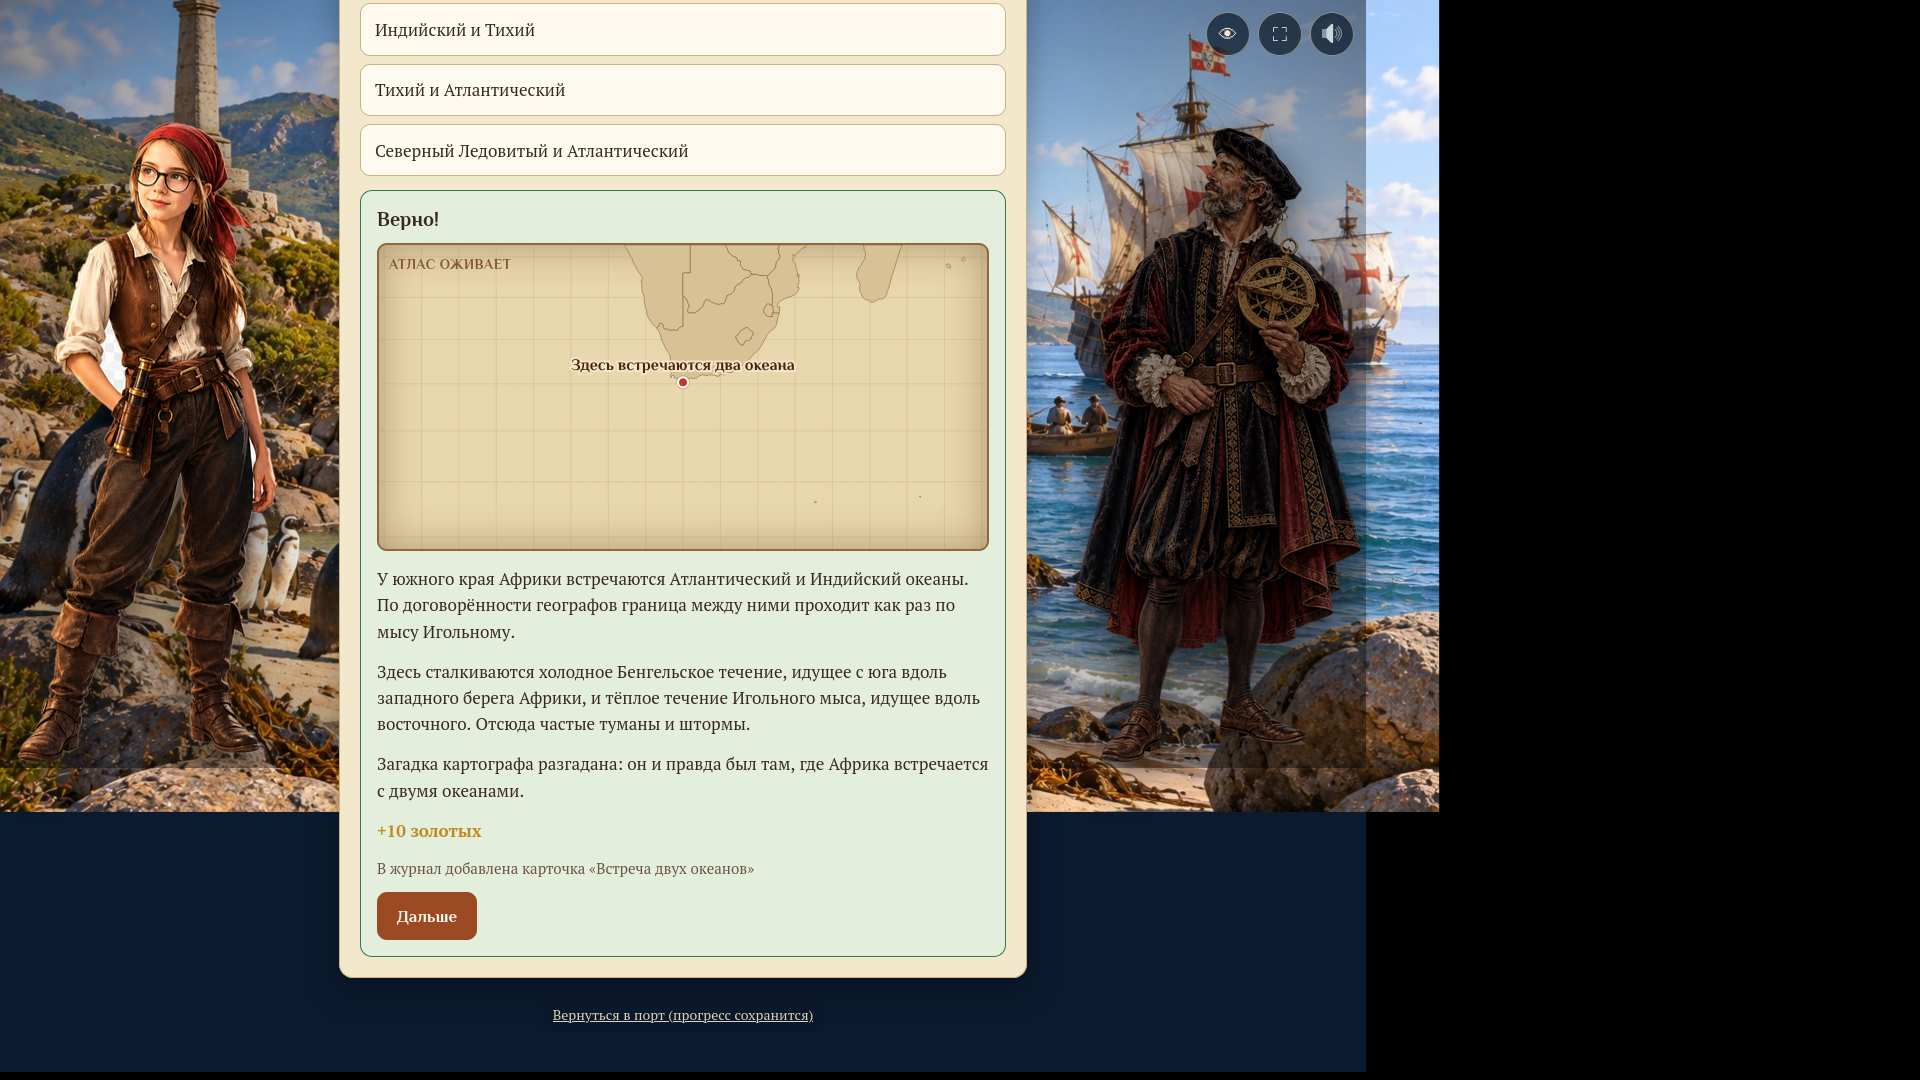 Индийский и Тихий
Тихий и Атлантический
Северный Ледовитый и Атлантический
Верно!
АТЛАС ОЖИВАЕТ
Здесь встречаются два океана
У южного края Африки встречаются Атлантический и Индийский океаны.
По договорённости географов граница между ними проходит как раз по
мысу Игольному.
Здесь сталкиваются холодное Бенгельское течение, идущее с юга вдоль
западного берега Африки, и тёплое течение Игольного мыса, идущее вдоль
восточного. Отсюда частые туманы и штормы.
Загадка картографа разгадана: он и правда был там, где Африка встречается
с двумя океанами.
+10 золотых
В журнал добавлена карточка «Встреча двух океанов»
Дальше
Вернуться в порт (прогресс сохранится)